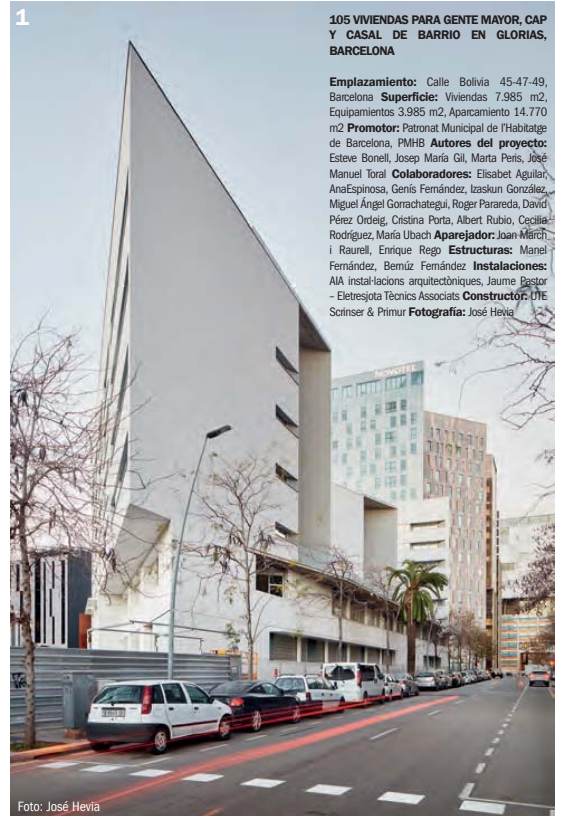 1
105 VIVIENDAS PARA GENTE MAYOR, CAP
Y CASAL DE BARRIO EN GLORIAS,
BARCELONA
Emplazamiento: Calle Bolivia 45-47-49,
Barcelona Superficie: Viviendas 7.985 m2,
Equipamientos 3.985 m2, Aparcamiento 14.770
m2 Promotor: Patronat Municipal de l'Habitatge
de Barcelona, PMHB Autores del proyecto:
Esteve Bonell, Josep María Gil, Marta Peris, José
Manuel Toral Colaboradores: Elisabet Aguilar,
AnaEspinosa, Genís Fernández, Izaskun González,
Miguel Ángel Gorrachategui, Roger Parareda, David
Pérez Ordeig, Cristina Porta, Albert Rubio, Cecilia
Rodríguez, María Ubach Aparejador: Joan March
i Raurell, Enrique Rego Estructuras: Manel
Fernández, Bernúz Fernández Instalaciones:
AIA instal·lacions arquitectòniques, Jaume Pastor
– Eletresjota Tècnics Associats Constructor: UTE
Scrinser & Primur Fotografía: José Hevia
NOVOTEL
Foto: José Hevia